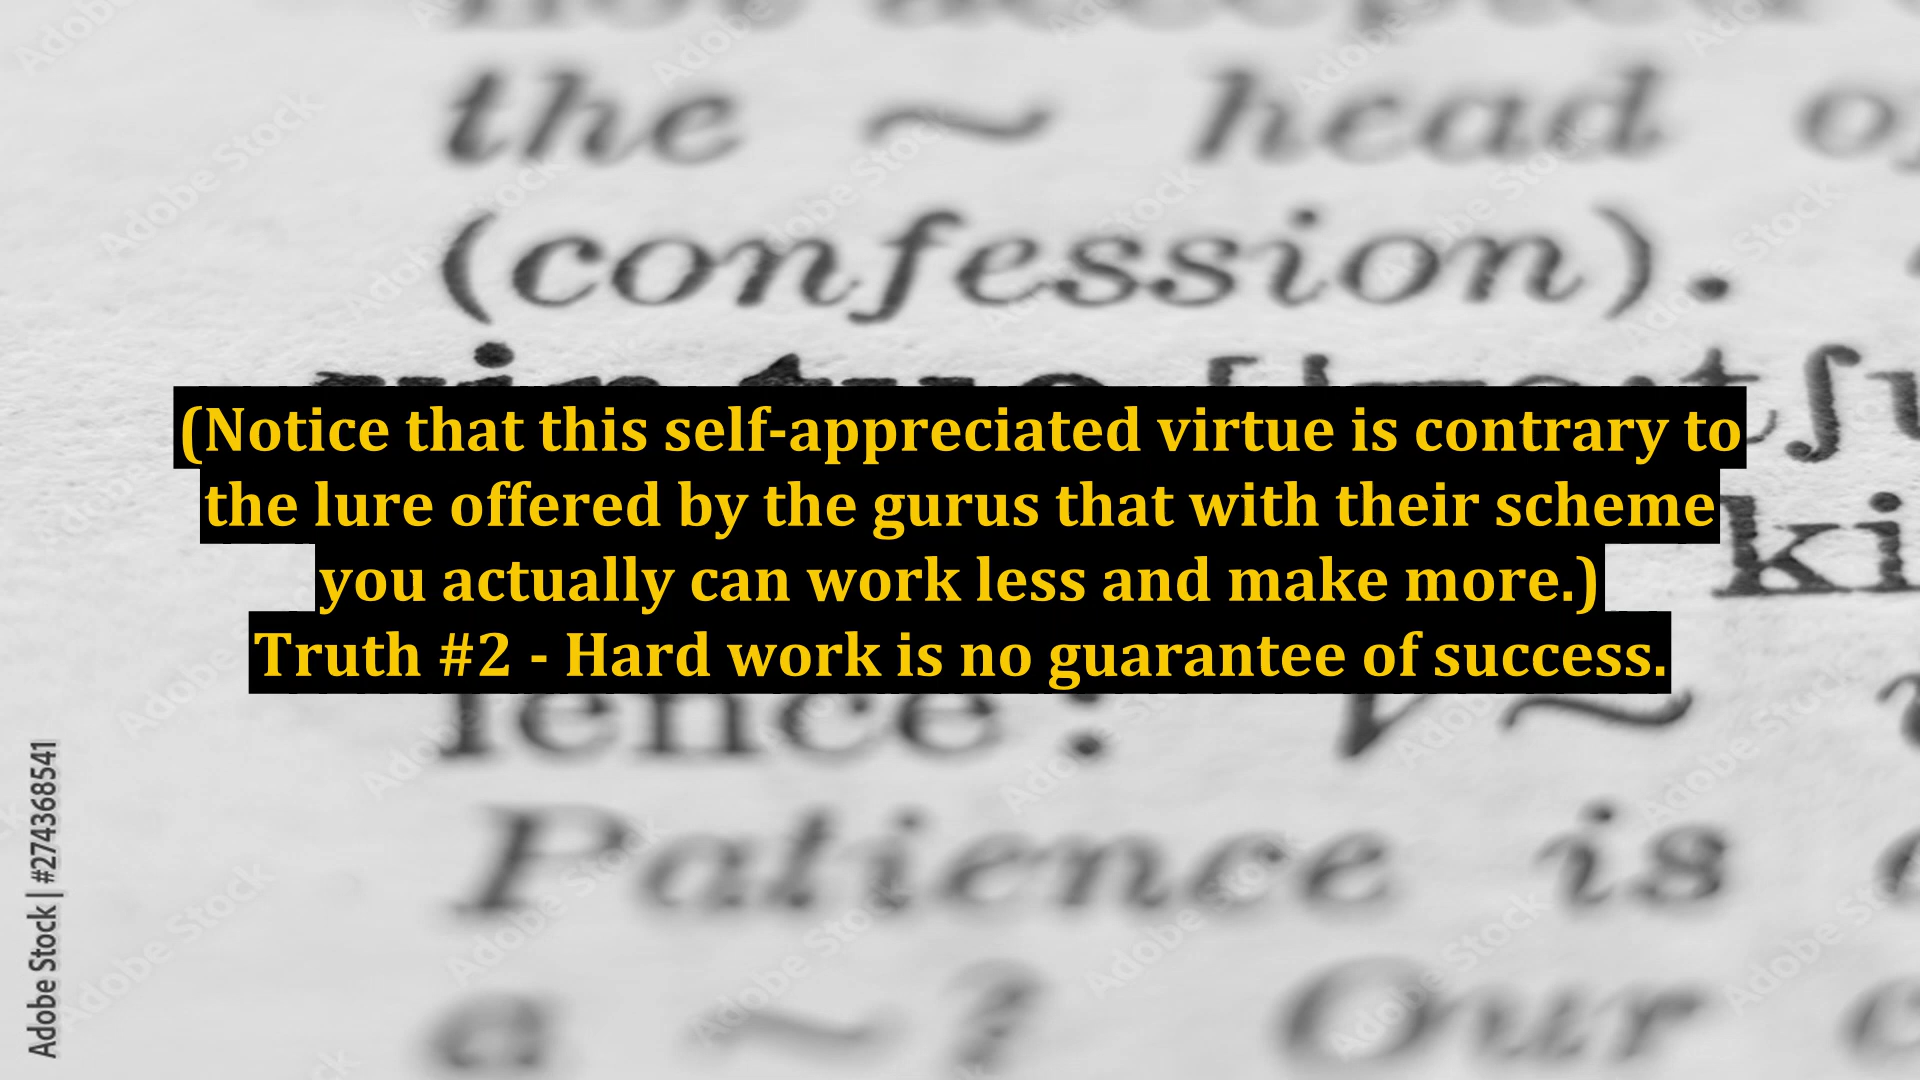 the ~ head
(confession).
(Notice that this self-appreciated virtue is contrary to
the lure offered by the gurus that with their scheme
you actually can work less and make more.)
Truth #2 - Hard work is no guarantee of success.
ki
ience : V~
Patience is
a ~? Our
Adobe Stock | #274368541